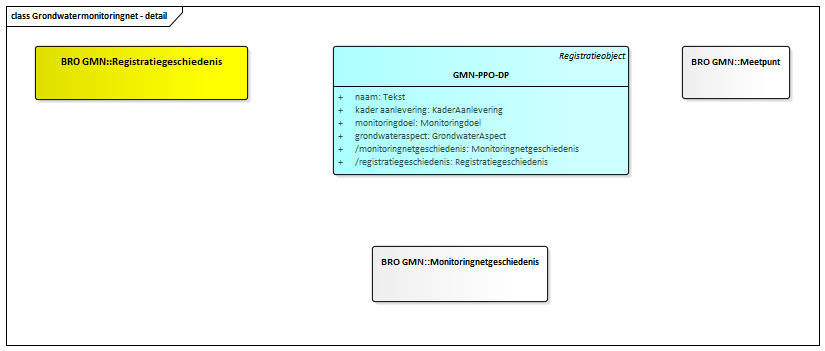 class Grondwatermonitoringnet - detail
BRO GMN::Registratiegeschiedenis
Registratieobject
GMN-PPO-DP
+ naam: Tekst
+ kader aanlevering: KaderAanlevering
+ monitoringdoel: Monitoringdoel
+ grondwateraspect: GrondwaterAspect
+ /monitoringnetgeschiedenis: Monitoringnetgeschiedenis
+ /registratiegeschiedenis: Registratiegeschiedenis
BRO GMN::Meetpunt
BRO GMN::Monitoringnetgeschiedenis